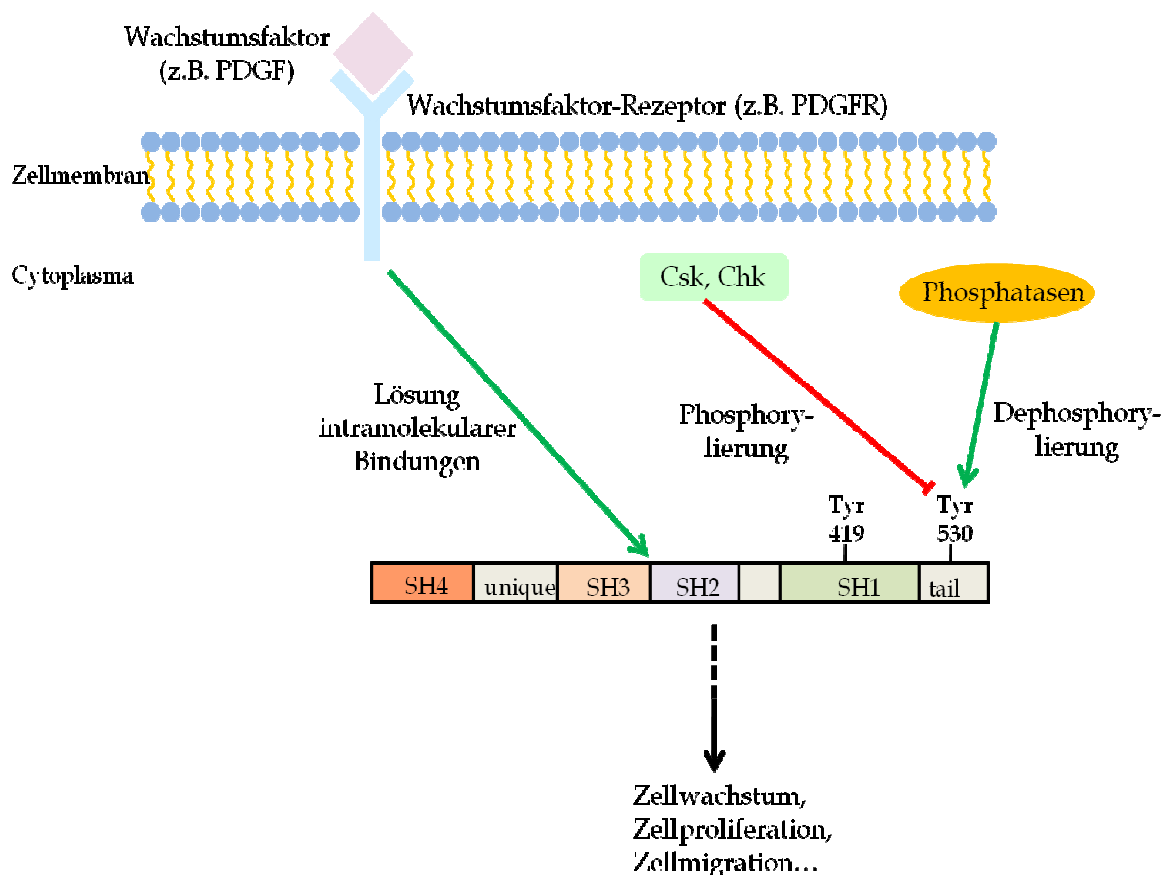 Wachstumsfaktor
(z.B. PDGF)
Wachstumsfaktor-Rezeptor (z.B. PDGFR)
Zellmembran
Cytoplasma
Csk, Chk
Phosphatasen
Lösung
intramolekularer
Bindungen
Phosphory-
lierung
Dephosphory-
lierung
Tyr
419
Tyr
530
SH4
unique
SH3
SH2
SH1
tail
Zellwachstum,
Zellproliferation,
Zellmigration...